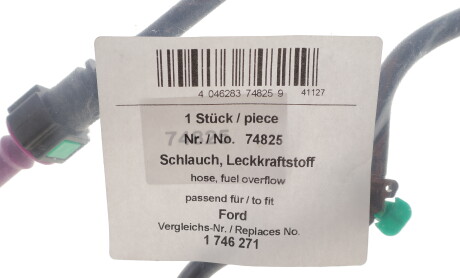 4 046283 74825 9 41127
1 Stück / piece
Nr. / No. 74825
Schlauch, Leckkraftstoff
hose, fuel overflow
passend für / to fit
Ford
Vergleichs-Nr. / Replaces No.
1 746 271